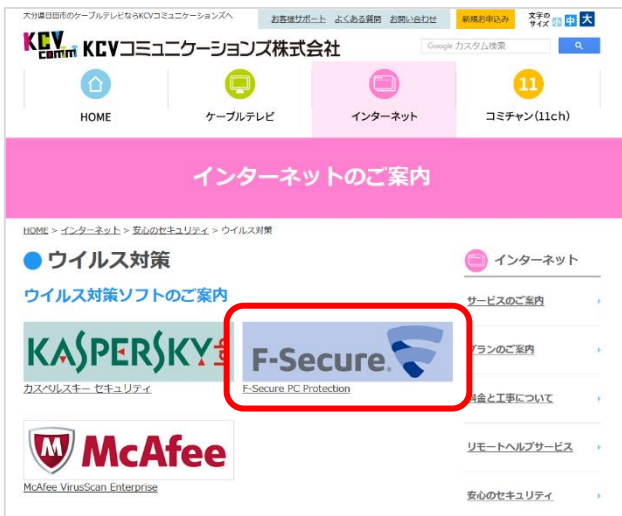 大分県日田市のケーブルテレビならKCVコミュニケーションズへ
お客様サポート よくある質問 お問い合わせ
新規お申込み
文字の
サイズ 小 中 大
KCV
comm KCVコミュニケーションズ株式会社
Google カスタム検索
HOME
ケーブルテレビ
インターネット
11
コミチャン(11ch)
インターネットのご案内
HOME > インターネット > 安心のセキュリティ > ウイルス対策
ウイルス対策
ウイルス対策ソフトのご案内
KASPERSKY
カスペルスキー セキュリティ
F-Secure.
F-Secure PC Protection
McAfee
McAfee VirusScan Enterprise
インターネット
サービスのご案内
プランのご案内
料金と工事について
リモートヘルプサービス
安心のセキュリティ